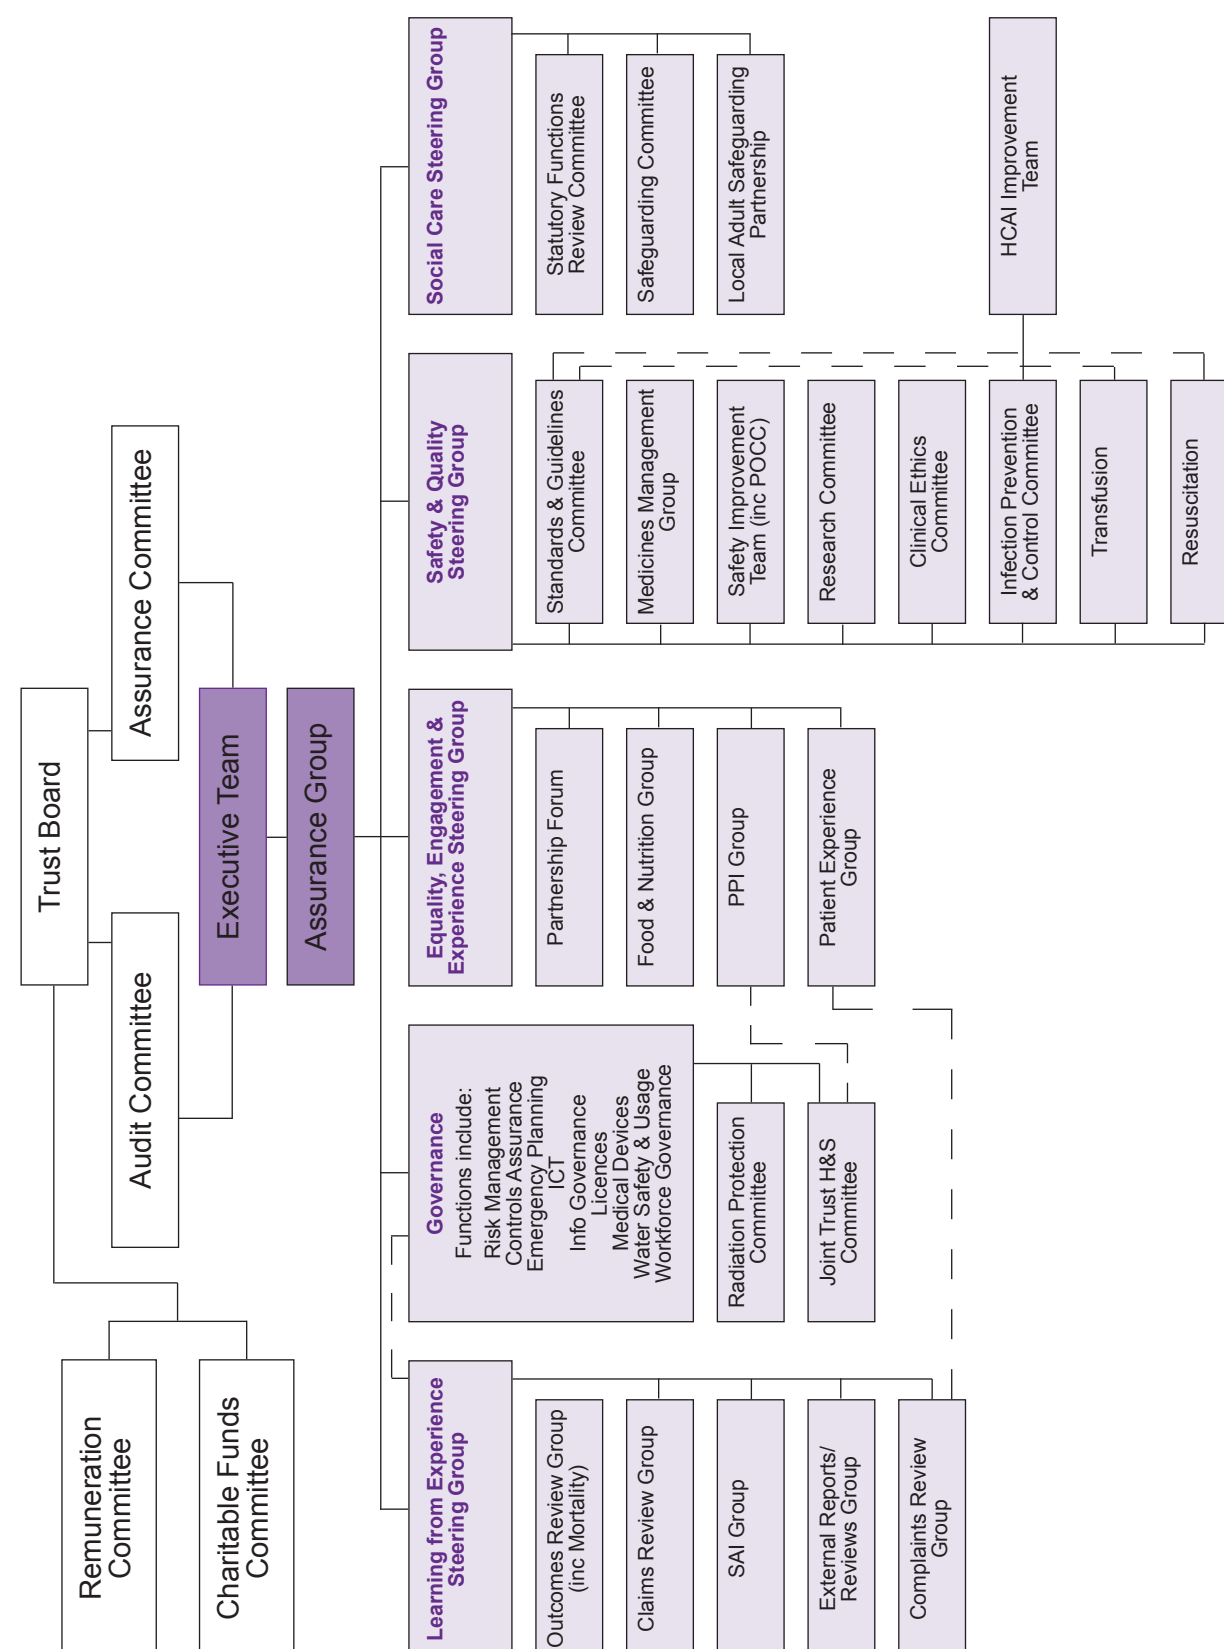 Trust Board
Remuneration
Committee
Charitable Funds
Committee
Audit Committee
Assurance Committee
Executive Team
Assurance Group
Learning from Experience
Steering Group
Outcomes Review Group
(inc Mortality)
Claims Review Group
SAI Group
External Reports/
Reviews Group
Complaints Review
Group
Governance
Functions include:
Risk Management
Controls Assurance
Emergency Planning
ICT
Info Governance
Licences
Medical Devices
Water Safety & Usage
Workforce Governance
Radiation Protection
Committee
Joint Trust H&S
Committee
Equality, Engagement &
Experience Steering Group
Partnership Forum
Food & Nutrition Group
PPI Group
Patient Experience
Group
Safety & Quality
Steering Group
Standards & Guidelines
Committee
Medicines Management
Group
Safety Improvement
Team (inc POCC)
Research Committee
Clinical Ethics
Committee
Infection Prevention
& Control Committee
Transfusion
Resuscitation
HCAI Improvement
Team
Social Care Steering Group
Statutory Functions
Review Committee
Safeguarding Committee
Local Adult Safeguarding
Partnership